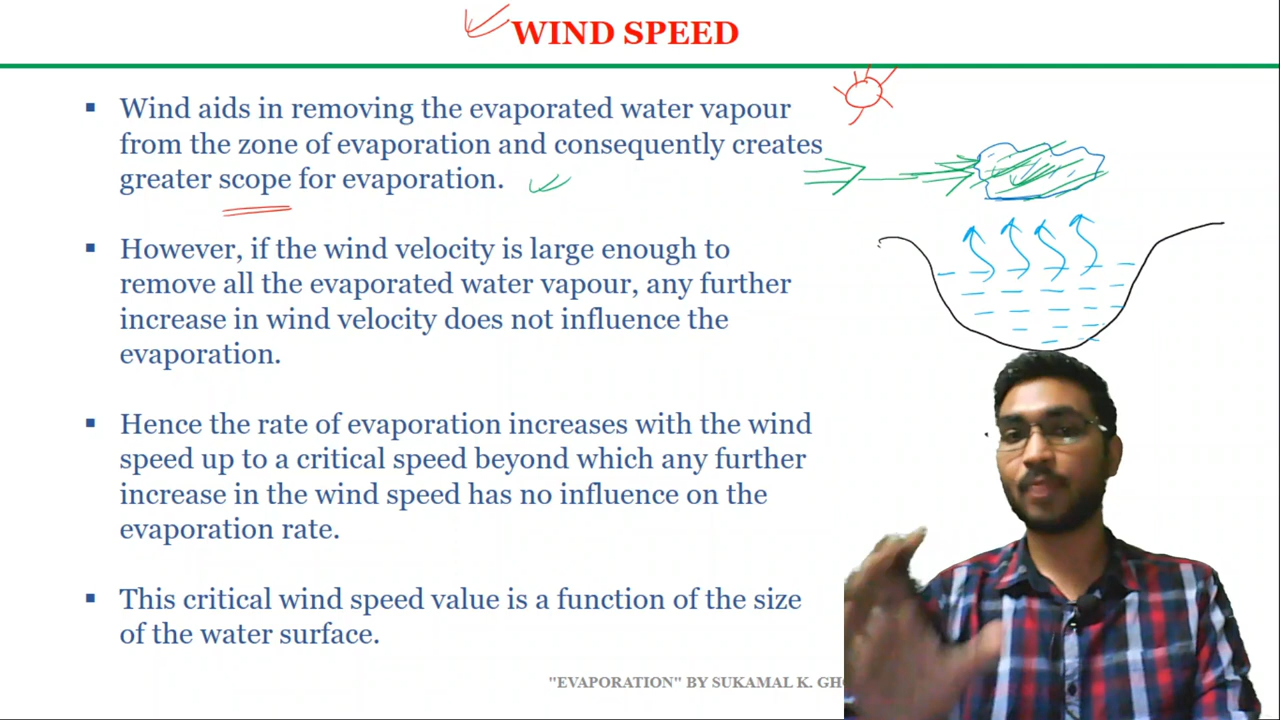 WIND SPEED
▪ Wind aids in removing the evaporated water vapour
from the zone of evaporation and consequently creates
greater scope for evaporation.
▪ However, if the wind velocity is large enough to
remove all the evaporated water vapour, any further
increase in wind velocity does not influence the
evaporation.
▪ Hence the rate of evaporation increases with the wind
speed up to a critical speed beyond which any further
increase in the wind speed has no influence on the
evaporation rate.
▪ This critical wind speed value is a function of the size
of the water surface.
"EVAPORATION" BY SUKAMAL K.